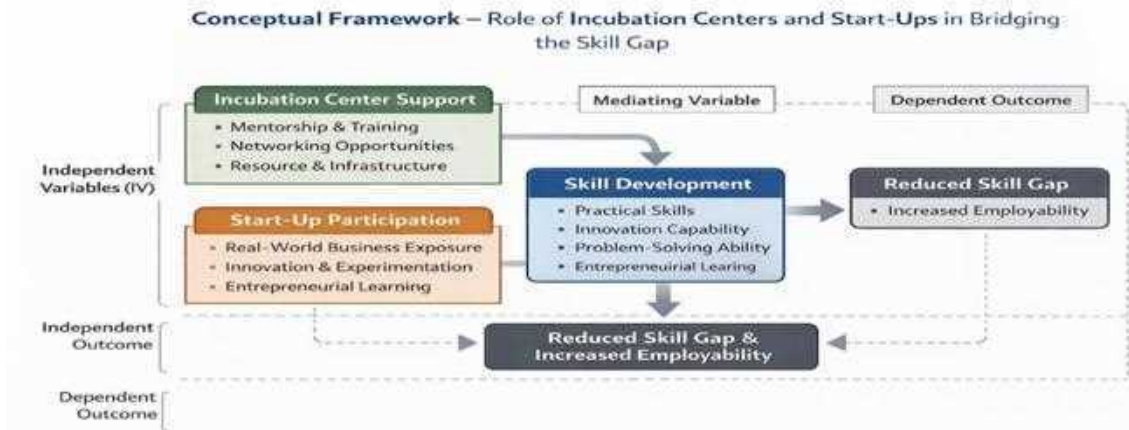 Conceptual Framework – Role of Incubation Centers and Start-Ups in Bridging
the Skill Gap
Incubation Center Support
• Mentorship & Training
• Networking Opportunities
• Resource & Infrastructure
Mediating Variable
Dependent Outcome
Independent
Variables (IV)
Skill Development
• Practical Skills
• Innovation Capability
• Problem-Solving Ability
• Entrepreneuirial Learing
Reduced Skill Gap
• Increased Employability
Start-Up Participation
• Real-World Business Exposure
• Innovation & Experimentation
• Entrepreneurial Learning
Independent
Outcome
Reduced Skill Gap &
Increased Employability
Dependent
Outcome